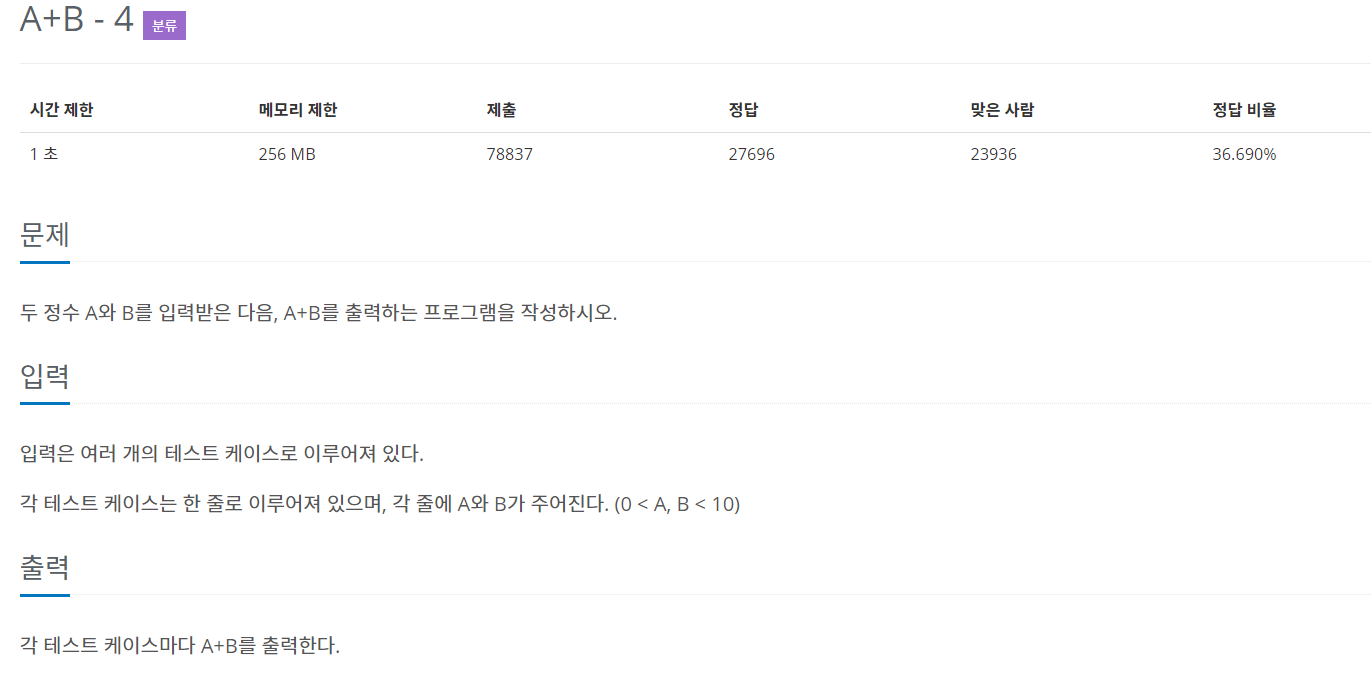 A+B - 4 분류
시간 제한 메모리 제한 제출 정답 맞은 사람 정답 비율
1 초 256 MB 78837 27696 23936 36.690%
문제
두 정수 A와 B를 입력받은 다음, A+B를 출력하는 프로그램을 작성하시오.
입력
입력은 여러 개의 테스트 케이스로 이루어져 있다.
각 테스트 케이스는 한 줄로 이루어져 있으며, 각 줄에 A와 B가 주어진다. (0 < A, B < 10)
출력
각 테스트 케이스마다 A+B를 출력한다.